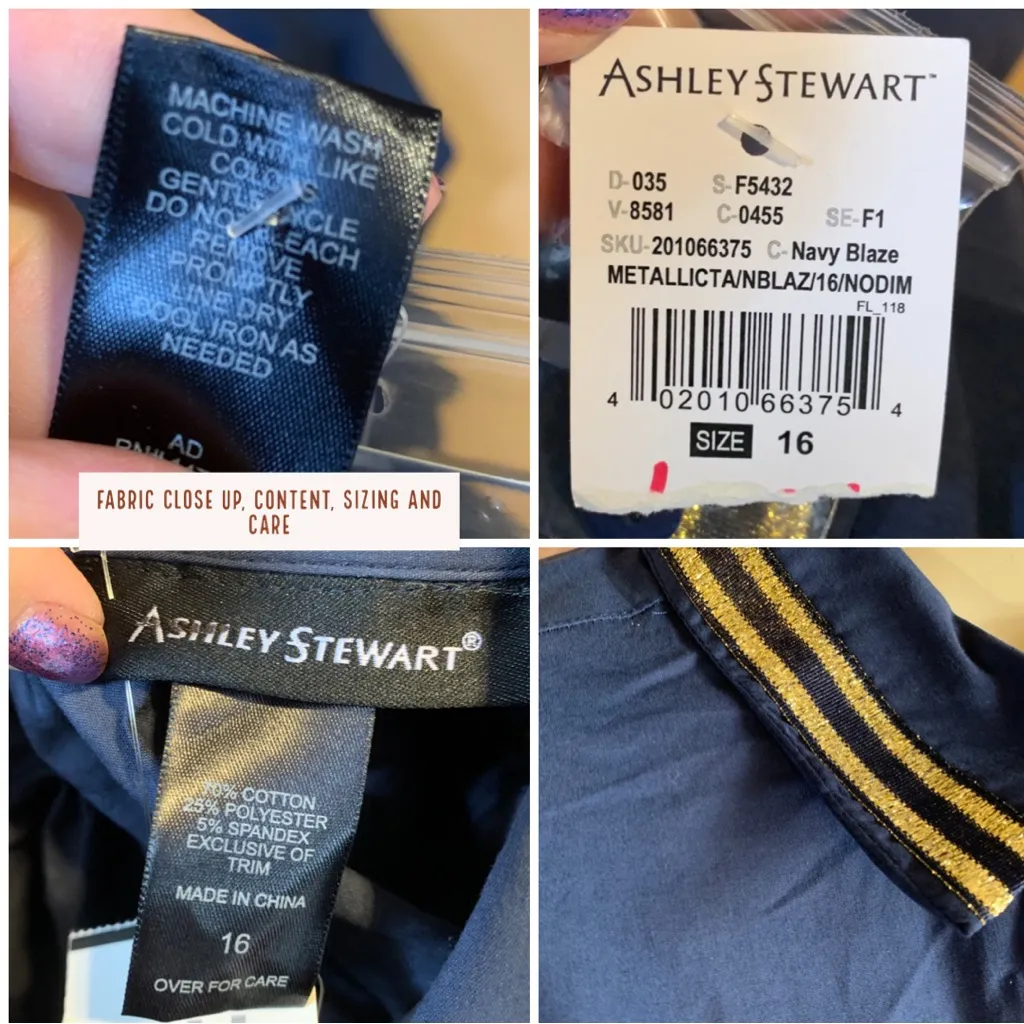 MACHINE WASH
COLD WITH LIKE
GENTLE CYCLE
DO NOT BLEACH
REMOVE
PROMPTLY
LINE DRY
COOL IRON AS
NEEDED
AD
ASHLEY STEWART™
D-035 S-F5432
V-8581 C-0455 SE-F1
SKU-201066375 C-Navy Blaze
METALLICTA/NBLAZ/16/NODIM
FL_118
4 02010 66375 4
SIZE 16
FABRIC CLOSE UP, CONTENT, SIZING AND
CARE
ASHLEY STEWART®
70% COTTON
25% POLYESTER
5% SPANDEX
EXCLUSIVE OF
TRIM
MADE IN CHINA
16
OVER FOR CARE